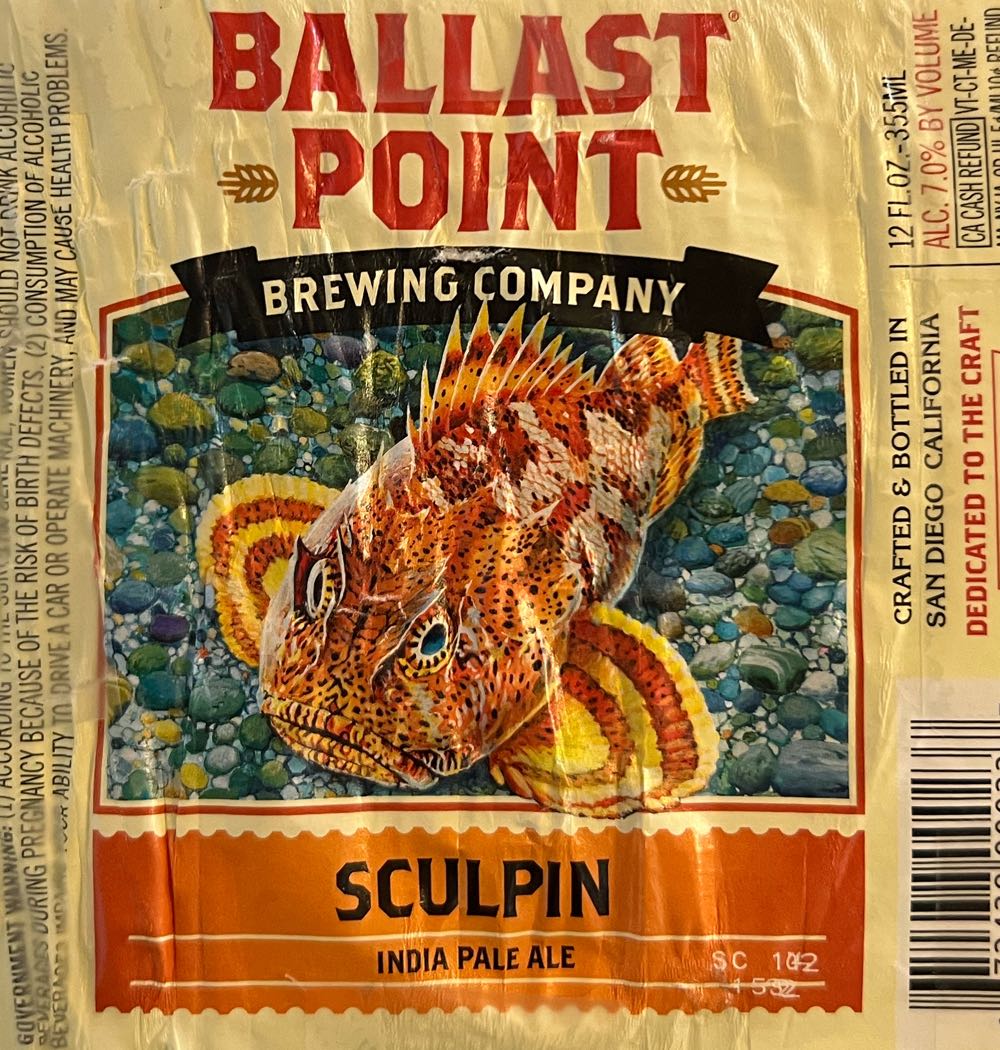 BALLAST®
POINT
BREWING COMPANY
SCULPIN
INDIA PALE ALE
SC
GOVERNMENT WARNING: (1) ACCORDING TO THE
WOMEN SHOULD NOT DRINK ALCOHOLIC
BEVERAGES DURING PREGNANCY BECAUSE OF THE RISK OF BIRTH DEFECTS. (2) CONSUMPTION OF ALCOHOLIC
BEVERAGES YOUR ABILITY TO DRIVE A CAR OR OPERATE MACHINERY, AND MAY CAUSE HEALTH PROBLEMS.
12 FL.OZ.-355ML
ALC. 7.0% BY VOLUME
CA CASH REFUND VT-CT-ME-DE-
CRAFTED & BOTTLED IN
SAN DIEGO CALIFORNIA
DEDICATED TO THE CRAFT